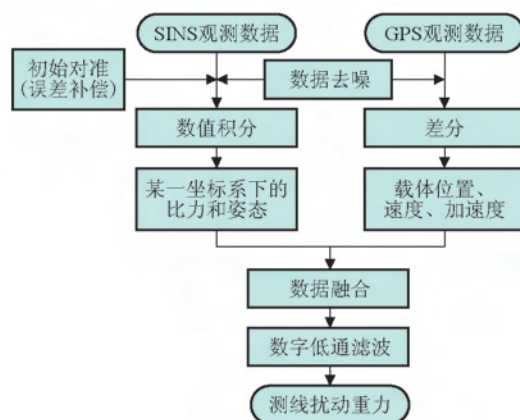 SINS观测数据
GPS观测数据
初始对准
(误差补偿)
数据去噪
数值积分
差分
某一坐标系下的
比力和姿态
载体位置、
速度、加速度
数据融合
数字低通滤波
测线扰动重力